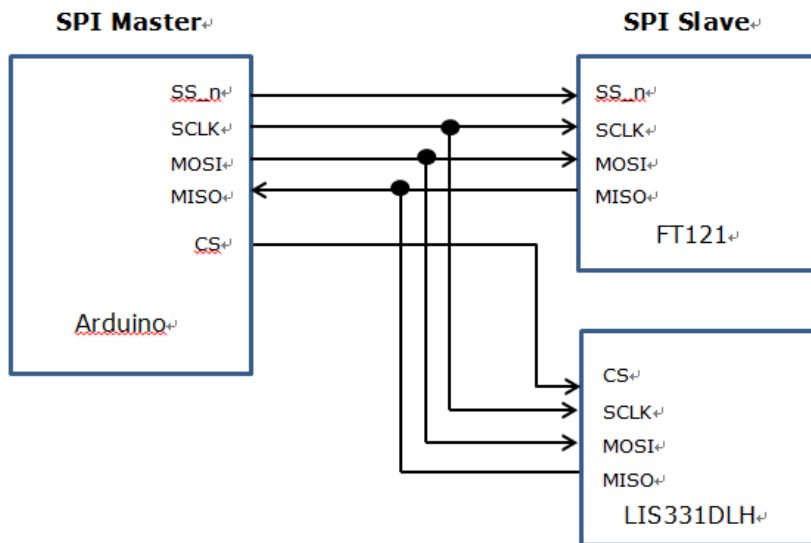 SPI Master
SPI Slave
SS_n
SCLK
MOSI
MISO
CS
Arduino
SS_n
SCLK
MOSI
MISO
FT121
CS
SCLK
MOSI
MISO
LIS331DLH